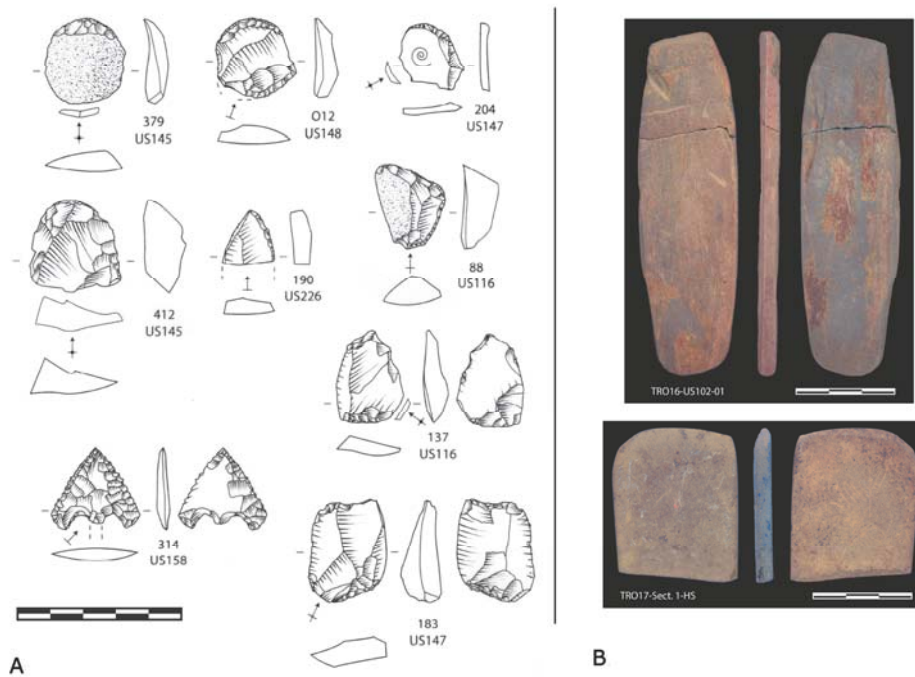 379
US145
O12
US148
204
US147
412
US145
190
US226
88
US116
137
US116
314
US158
183
US147
A
TRO16-US102-01
TRO17-Sect. 1-HS
B